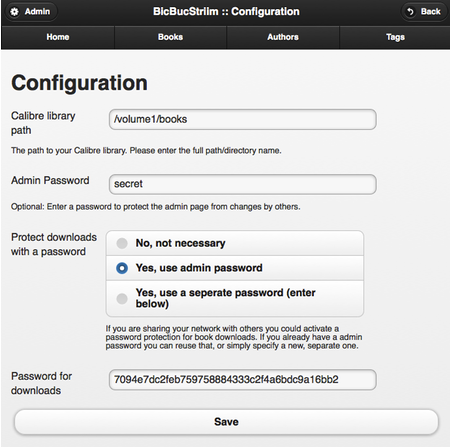 Admin
BicBucStriim :: Configuration
Back
Home
Books
Authors
Tags
Configuration
Calibre library
path
/volume1/books
The path to your Calibre library. Please enter the full path/directory name.
Admin Password
secret
Optional: Enter a password to protect the admin page from changes by others.
Protect downloads
with a password
No, not necessary
Yes, use admin password
Yes, use a seperate password (enter
below)
If you are sharing your network with others you could activate a
password protection for book downloads. If you already have a admin
password you can reuse that, or simply specify a new, separate one.
Password for
downloads
7094e7dc2feb759758884333c2f4a6bdc9a16bb2
Save